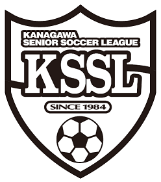 KANAGAWA
SENIOR SOCCER LEAGUE
KSSL
SINCE 1984